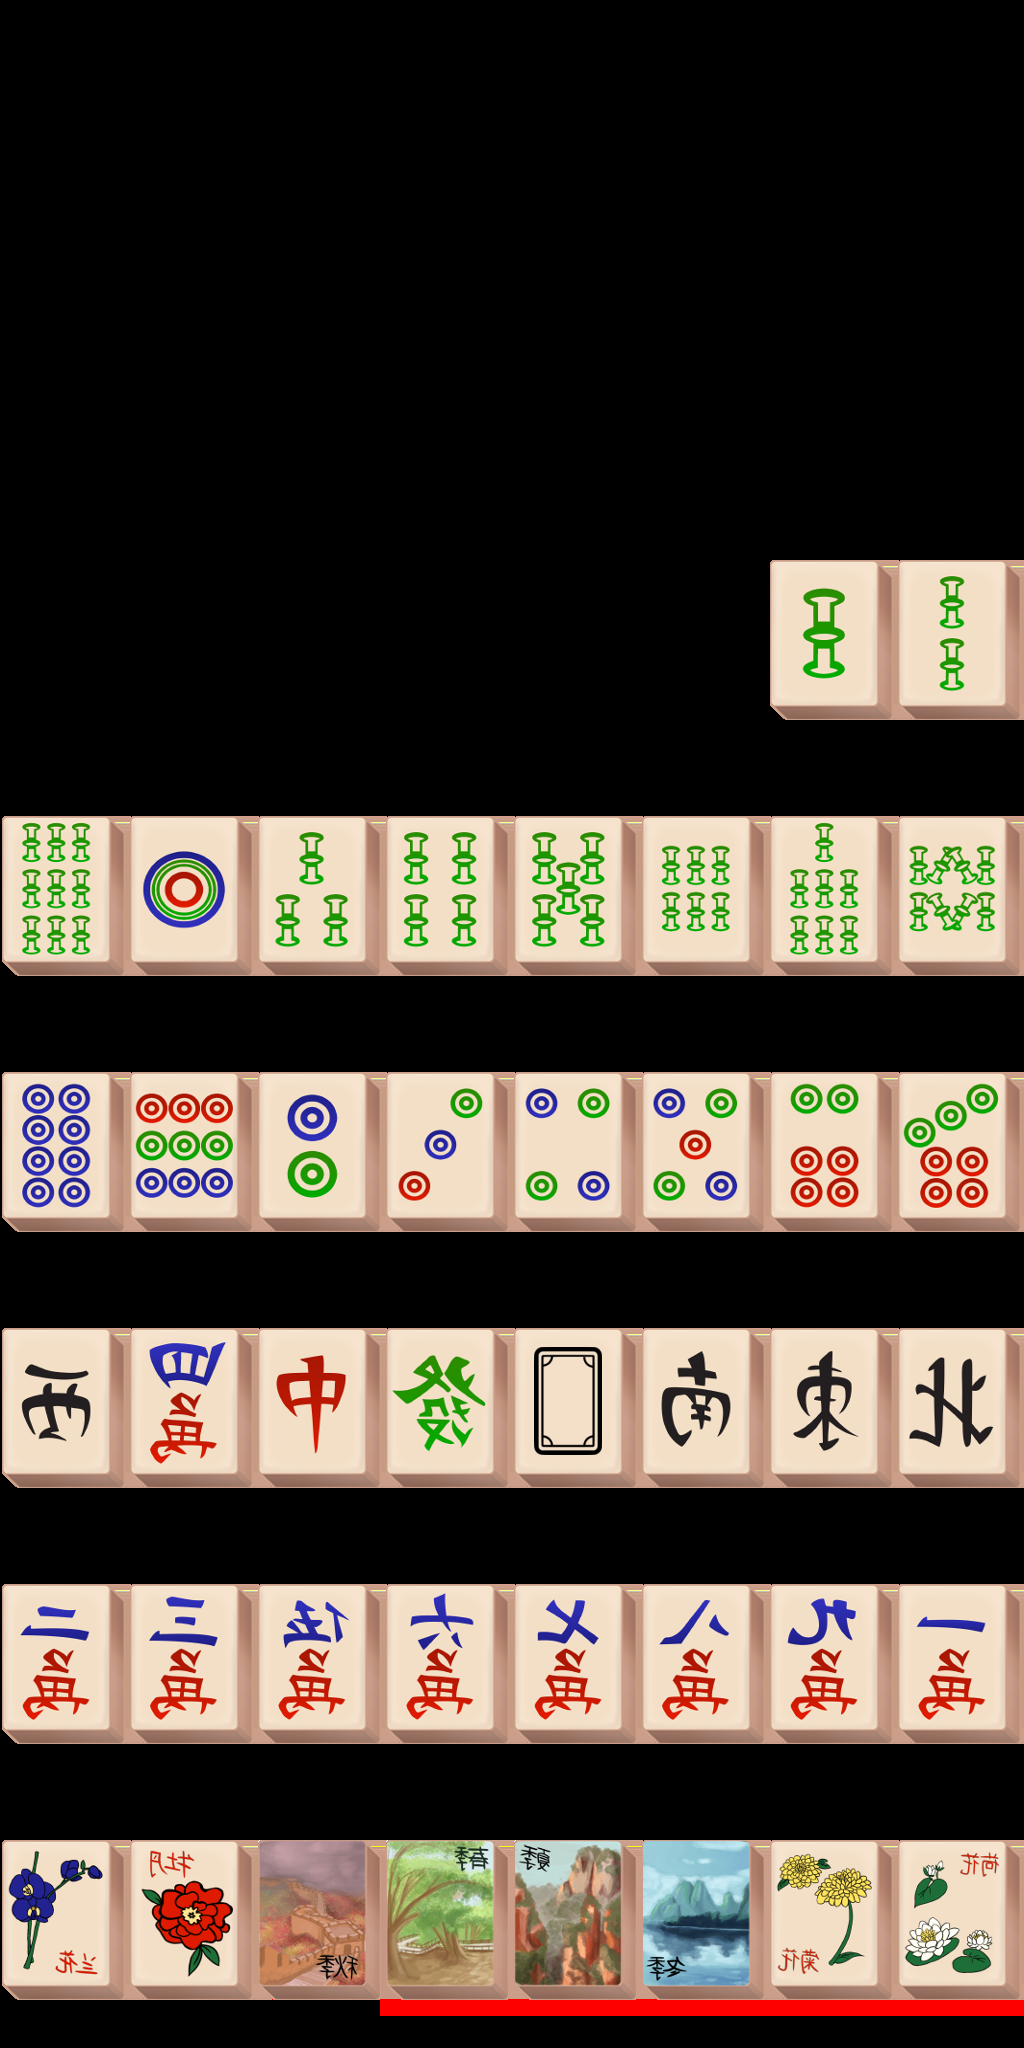 西
四萬
中
發
南
東
北
二萬
三萬
伍萬
六萬
七萬
八萬
九萬
一萬
兰花
牡丹
秋季
春季
夏季
冬季
菊花
荷花